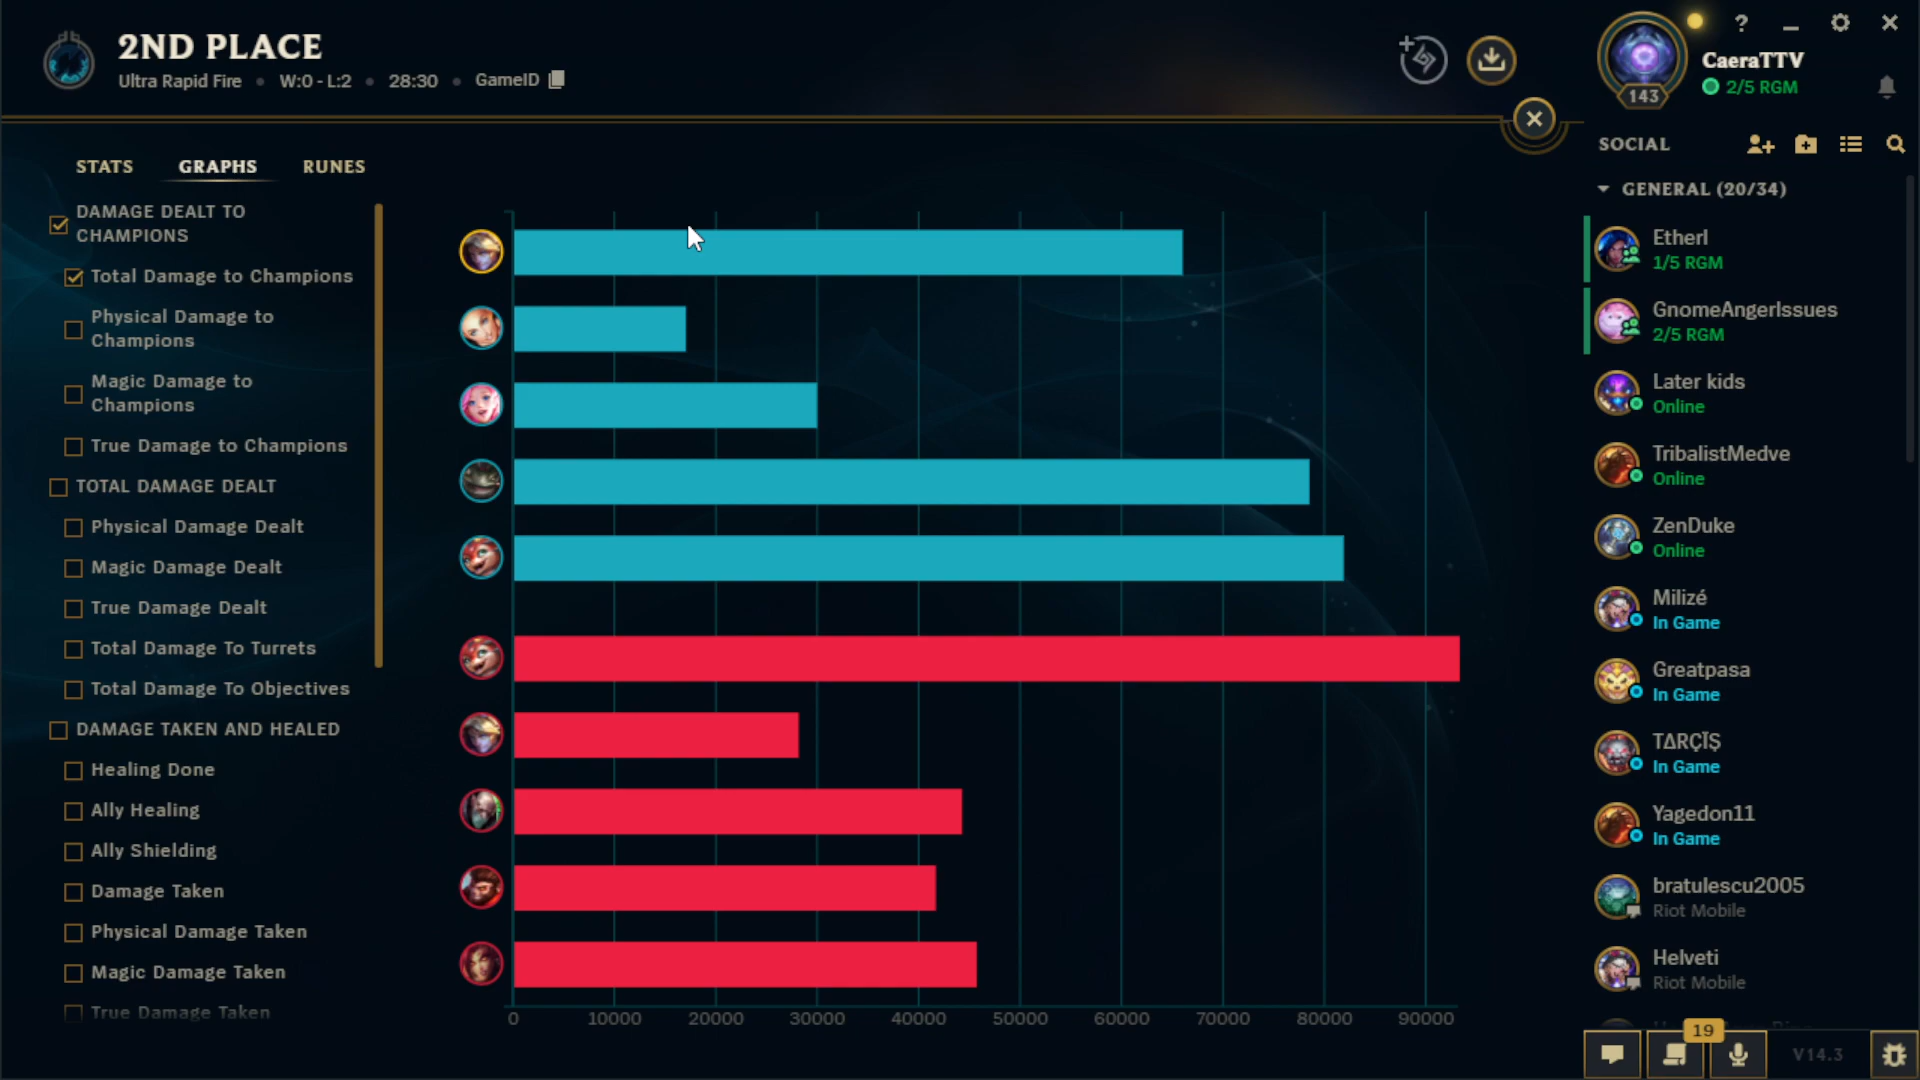 2ND PLACE
Ultra Rapid Fire • W:0 - L:2 • 28:30 • GameID
STATS GRAPHS RUNES
DAMAGE DEALT TO
CHAMPIONS
Total Damage to Champions
Physical Damage to
Champions
Magic Damage to
Champions
True Damage to Champions
TOTAL DAMAGE DEALT
Physical Damage Dealt
Magic Damage Dealt
True Damage Dealt
Total Damage To Turrets
Total Damage To Objectives
DAMAGE TAKEN AND HEALED
Healing Done
Ally Healing
Ally Shielding
Damage Taken
Physical Damage Taken
Magic Damage Taken
True Damage Taken
0 10000 20000 30000 40000 50000 60000 70000 80000 90000
?
143
CaeraTTV
2/5 RGM
SOCIAL
GENERAL (20/34)
Etherl
1/5 RGM
GnomeAngerIssues
2/5 RGM
Later kids
Online
TribalistMedve
Online
ZenDuke
Online
Milizé
In Game
Greatpasa
In Game
TΔRÇÏŞ
In Game
Yagedon11
In Game
bratulescu2005
Riot Mobile
Helveti
Riot Mobile
19
V14.3